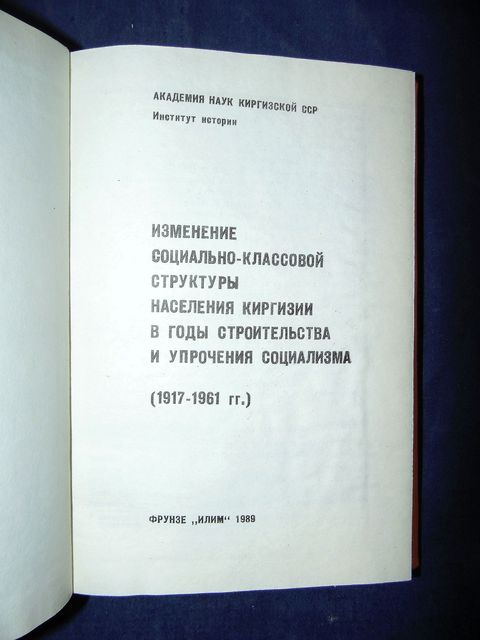 АКАДЕМИЯ НАУК КИРГИЗСКОЙ ССР
Институт истории
ИЗМЕНЕНИЕ
СОЦИАЛЬНО-КЛАССОВОЙ
СТРУКТУРЫ
НАСЕЛЕНИЯ КИРГИЗИИ
В ГОДЫ СТРОИТЕЛЬСТВА
И УПРОЧЕНИЯ СОЦИАЛИЗМА
(1917-1961 гг.)
ФРУНЗЕ „ИЛИМ“ 1989